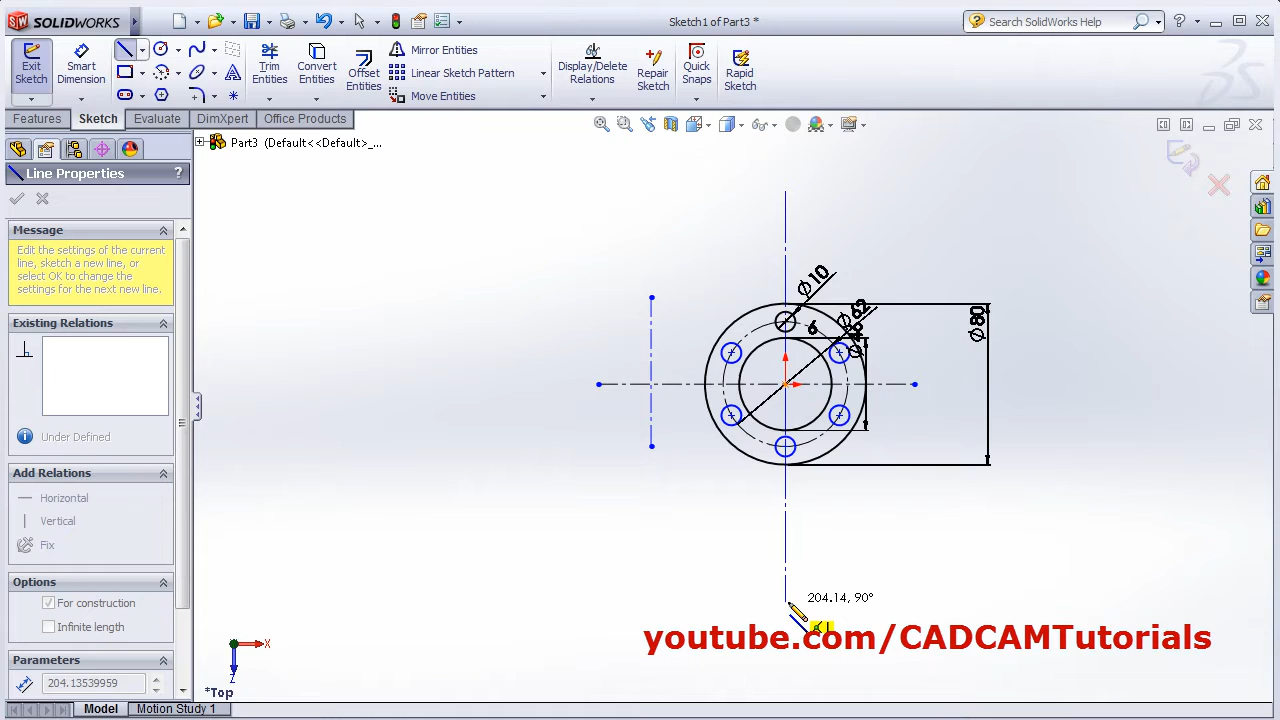 SOLIDWORKS
Sketch1 of Part3 *
Search SolidWorks Help
Exit Sketch
Smart Dimension
Trim Entities
Convert Entities
Offset Entities
Mirror Entities
Linear Sketch Pattern
Move Entities
Display/Delete Relations
Repair Sketch
Quick Snaps
Rapid Sketch
Features
Sketch
Evaluate
DimXpert
Office Products
Part3 (Default<<Default>_...
Line Properties
?
Message
Edit the settings of the current
line, sketch a new line, or
select OK to change the
settings for the next new line.
Existing Relations
Under Defined
Add Relations
Horizontal
Vertical
Fix
Options
For construction
Infinite length
Parameters
204.13539959
Ø10
Ø62
6
Ø46
Ø80
204.14, 90°
X
Z
*Top
youtube.com/CADCAMTutorials
Model
Motion Study 1